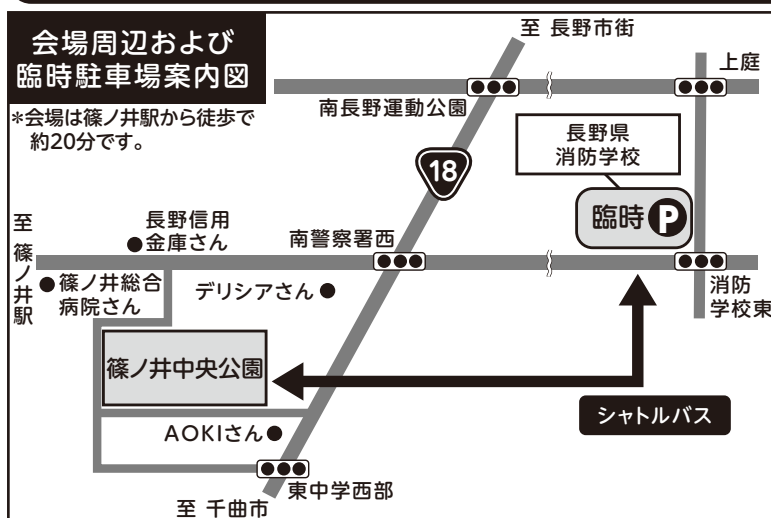 会場周辺および
臨時駐車場案内図
*会場は篠ノ井駅から徒歩で
約20分です。
至 長野市街
上庭
南長野運動公園
長野県
消防学校
18
臨時P
至 篠ノ井駅
長野信用
金庫さん
南警察署西
篠ノ井総合
病院さん
デリシアさん
消防
学校東
篠ノ井中央公園
シャトルバス
AOKIさん
東中学西部
至 千曲市